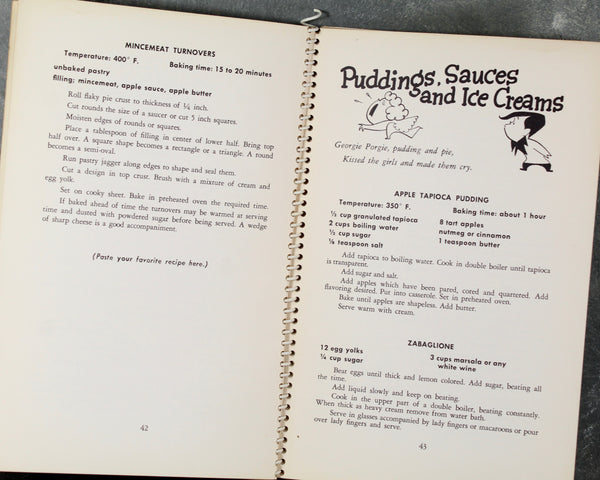 MINCEMEAT TURNOVERS
Temperature: 400° F. Baking time: 15 to 20 minutes
unbaked pastry
filling; mincemeat, apple sauce, apple butter
Roll flaky pie crust to thickness of ¼ inch.
Cut rounds the size of a saucer or cut 5 inch squares.
Moisten edges of rounds or squares.
Place a tablespoon of filling in center of lower half. Bring top
half over. A square shape becomes a rectangle or a triangle. A round
becomes a semi-oval.
Run pastry jagger along edges to shape and seal them.
Cut a design in top crust. Brush with a mixture of cream and
egg yolk.
Set on cooky sheet. Bake in preheated oven the required time.
If baked ahead of time the turnovers may be warmed at serving
time and dusted with powdered sugar before being served. A wedge
of sharp cheese is a good accompaniment.
(Paste your favorite recipe here.)
42
Puddings, Sauces
and Ice Creams
Georgie Porgie, pudding and pie,
Kissed the girls and made them cry.
APPLE TAPIOCA PUDDING
Temperature: 350° F. Baking time: about 1 hour
½ cup granulated tapioca 8 tart apples
2 cups boiling water nutmeg or cinnamon
½ cup sugar 1 teaspoon butter
⅛ teaspoon salt
Add tapioca to boiling water. Cook in double boiler until tapioca
is transparent.
Add sugar and salt.
Add apples which have been pared, cored and quartered. Add
flavoring desired. Put into casserole. Set in preheated oven.
Bake until apples are shapeless. Add butter.
Serve warm with cream.
ZABAGLIONE
12 egg yolks 3 cups marsala or any
¼ cup sugar white wine
Bear eggs until thick and lemon colored. Add sugar, beating all
the time.
Add liquid slowly and keep on beating.
Cook in the upper part of a double boiler, beating constantly.
When thick as heavy cream remove from water bath.
Serve in glasses accompanied by lady fingers or macaroons or pour
over lady fingers and serve.
43